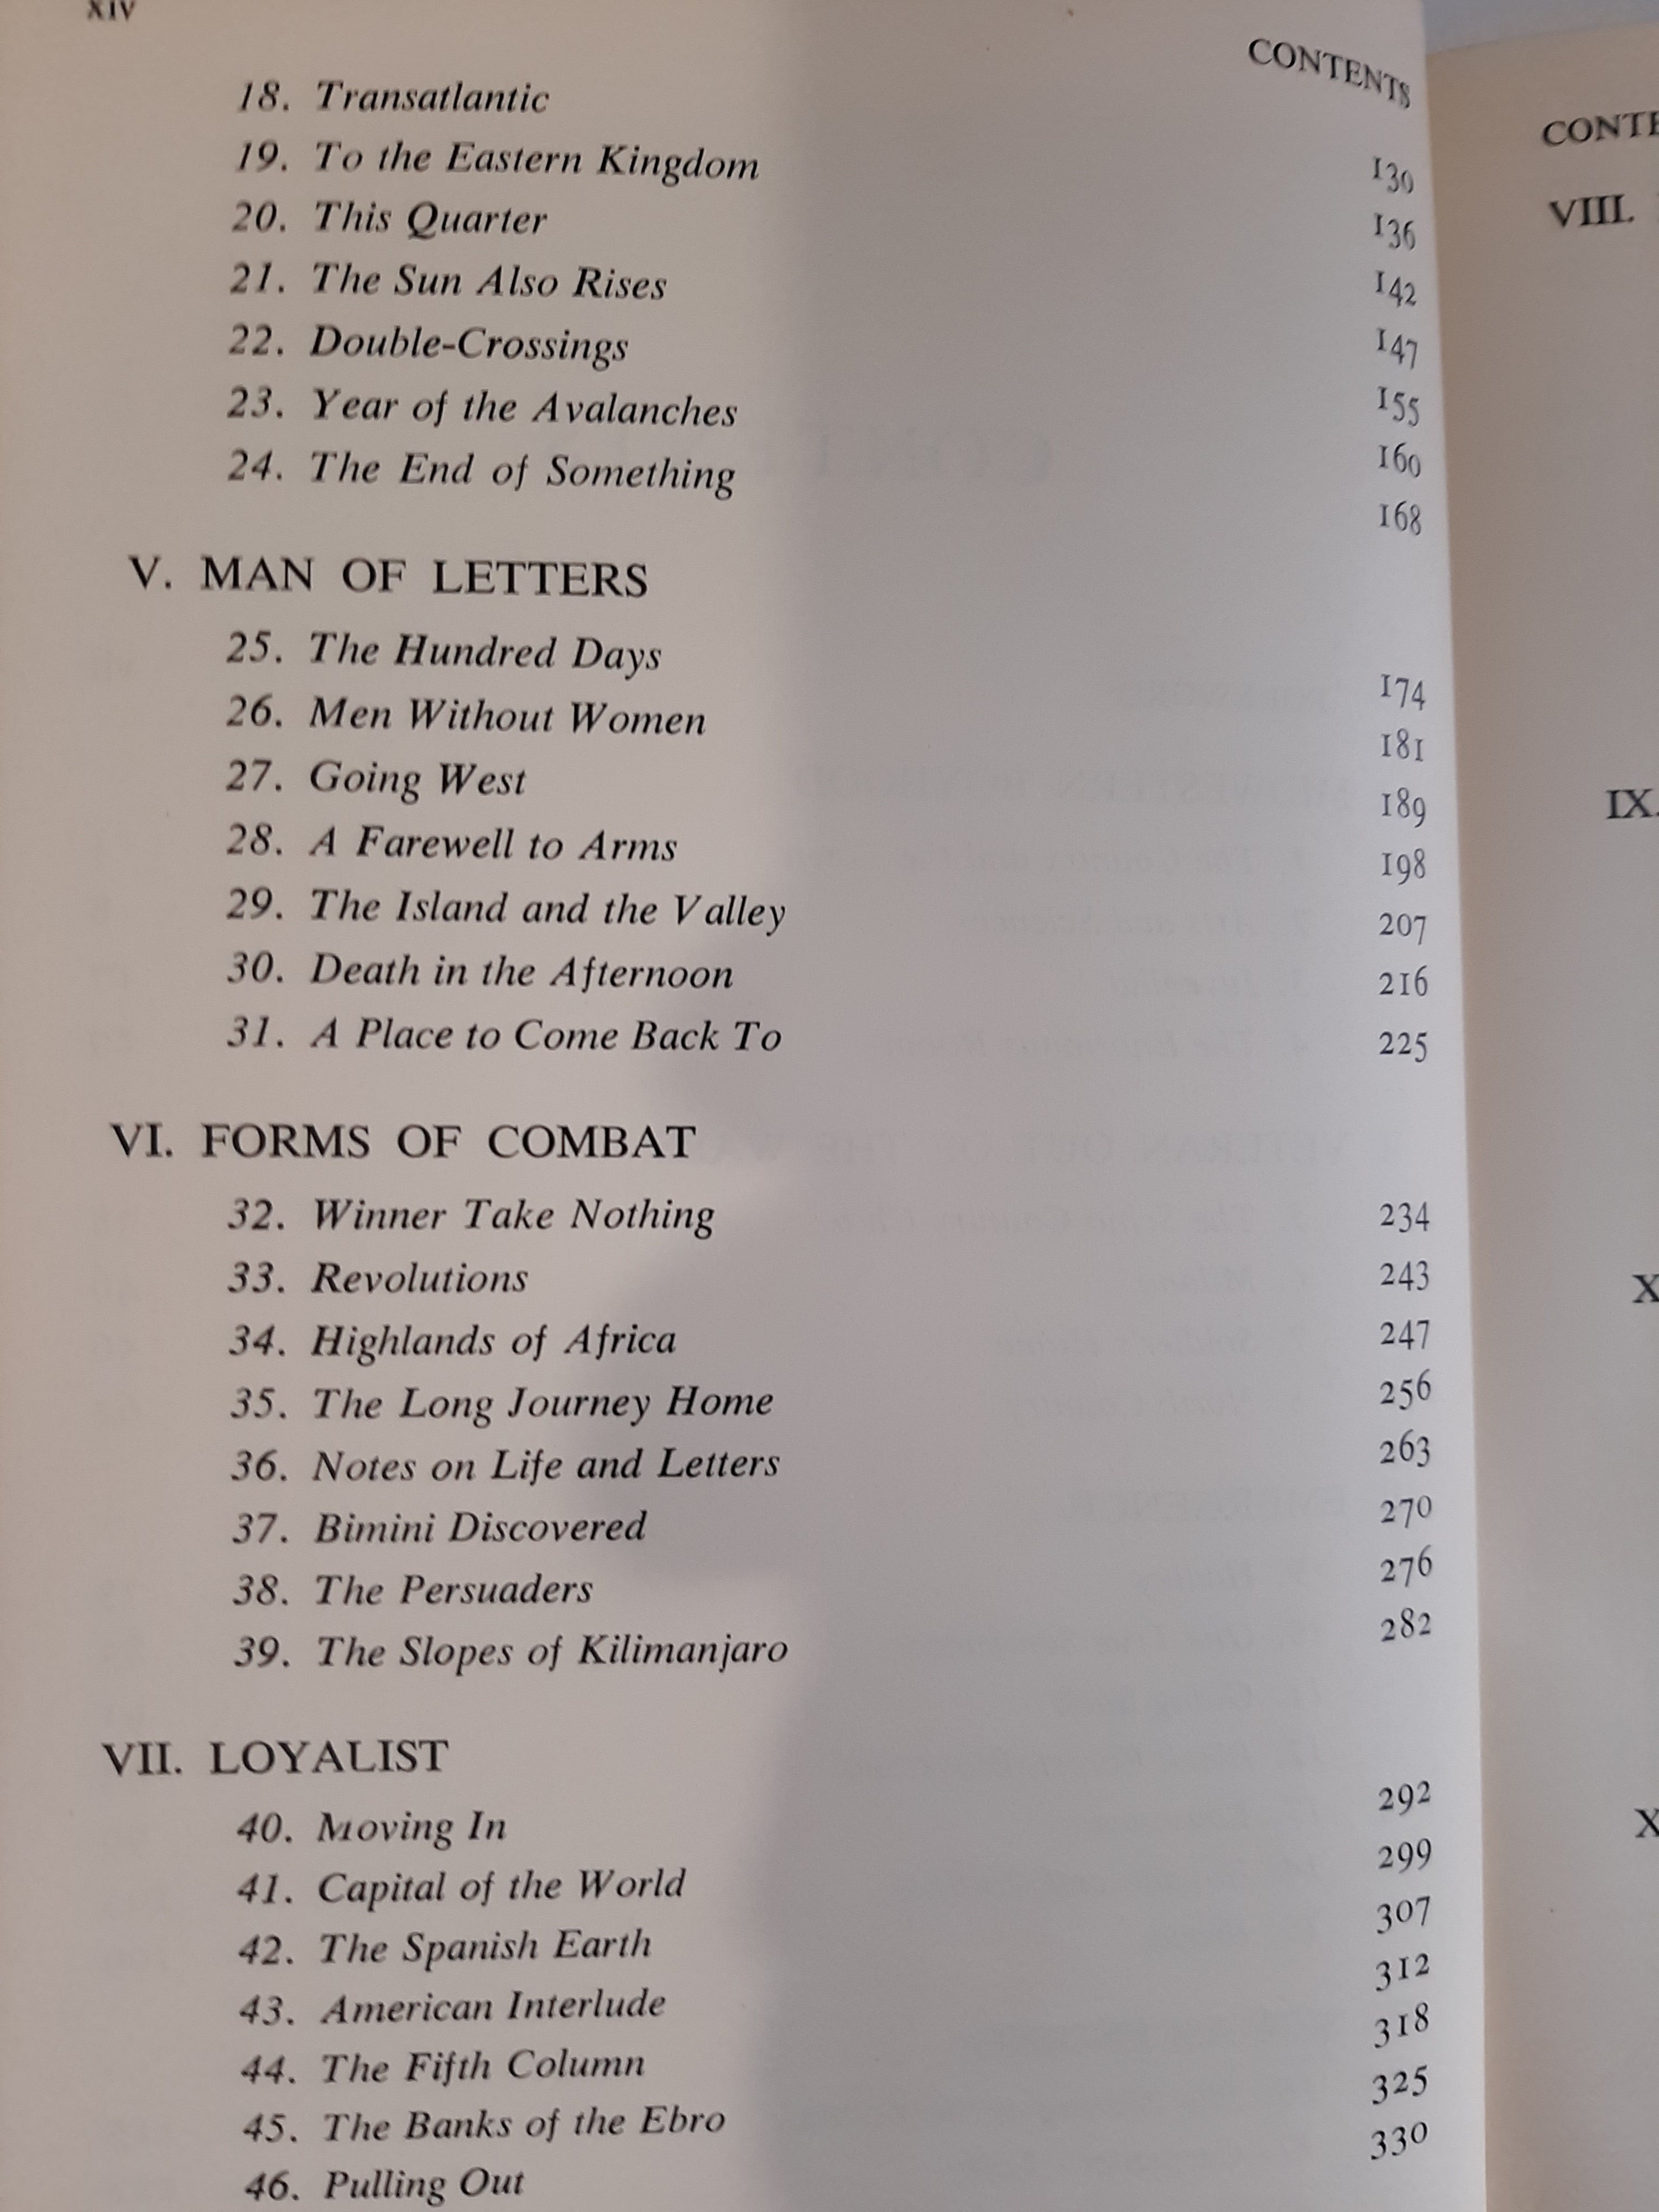 XIV
CONTENTS
18. Transatlantic 130
19. To the Eastern Kingdom 136
20. This Quarter 142
21. The Sun Also Rises 147
22. Double-Crossings 155
23. Year of the Avalanches 160
24. The End of Something 168
V. MAN OF LETTERS
25. The Hundred Days 174
26. Men Without Women 181
27. Going West 189
28. A Farewell to Arms 198
29. The Island and the Valley 207
30. Death in the Afternoon 216
31. A Place to Come Back To 225
VI. FORMS OF COMBAT
32. Winner Take Nothing 234
33. Revolutions 243
34. Highlands of Africa 247
35. The Long Journey Home 256
36. Notes on Life and Letters 263
37. Bimini Discovered 270
38. The Persuaders 276
39. The Slopes of Kilimanjaro 282
VII. LOYALIST
40. Moving In 292
41. Capital of the World 299
42. The Spanish Earth 307
43. American Interlude 312
44. The Fifth Column 318
45. The Banks of the Ebro 325
46. Pulling Out 330
VIII.
IX.